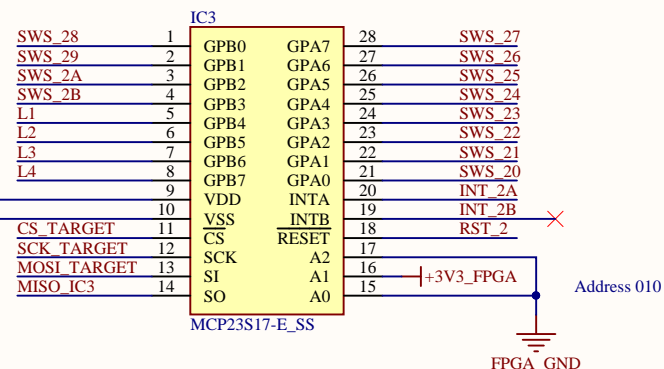 IC3
SWS_28 1 GPB0 GPA7 28 SWS_27
SWS_29 2 GPB1 GPA6 27 SWS_26
SWS_2A 3 GPB2 GPA5 26 SWS_25
SWS_2B 4 GPB3 GPA4 25 SWS_24
L1 5 GPB4 GPA3 24 SWS_23
L2 6 GPB5 GPA2 23 SWS_22
L3 7 GPB6 GPA1 22 SWS_21
L4 8 GPB7 GPA0 21 SWS_20
9 VDD INTA 20 INT_2A
10 VSS INTB 19 INT_2B
CS_TARGET 11 CS RESET 18 RST_2
SCK_TARGET 12 SCK A2 17
MOSI_TARGET 13 SI A1 16 +3V3_FPGA
MISO_IC3 14 SO A0 15
Address 010
MCP23S17-E_SS
FPGA_GND